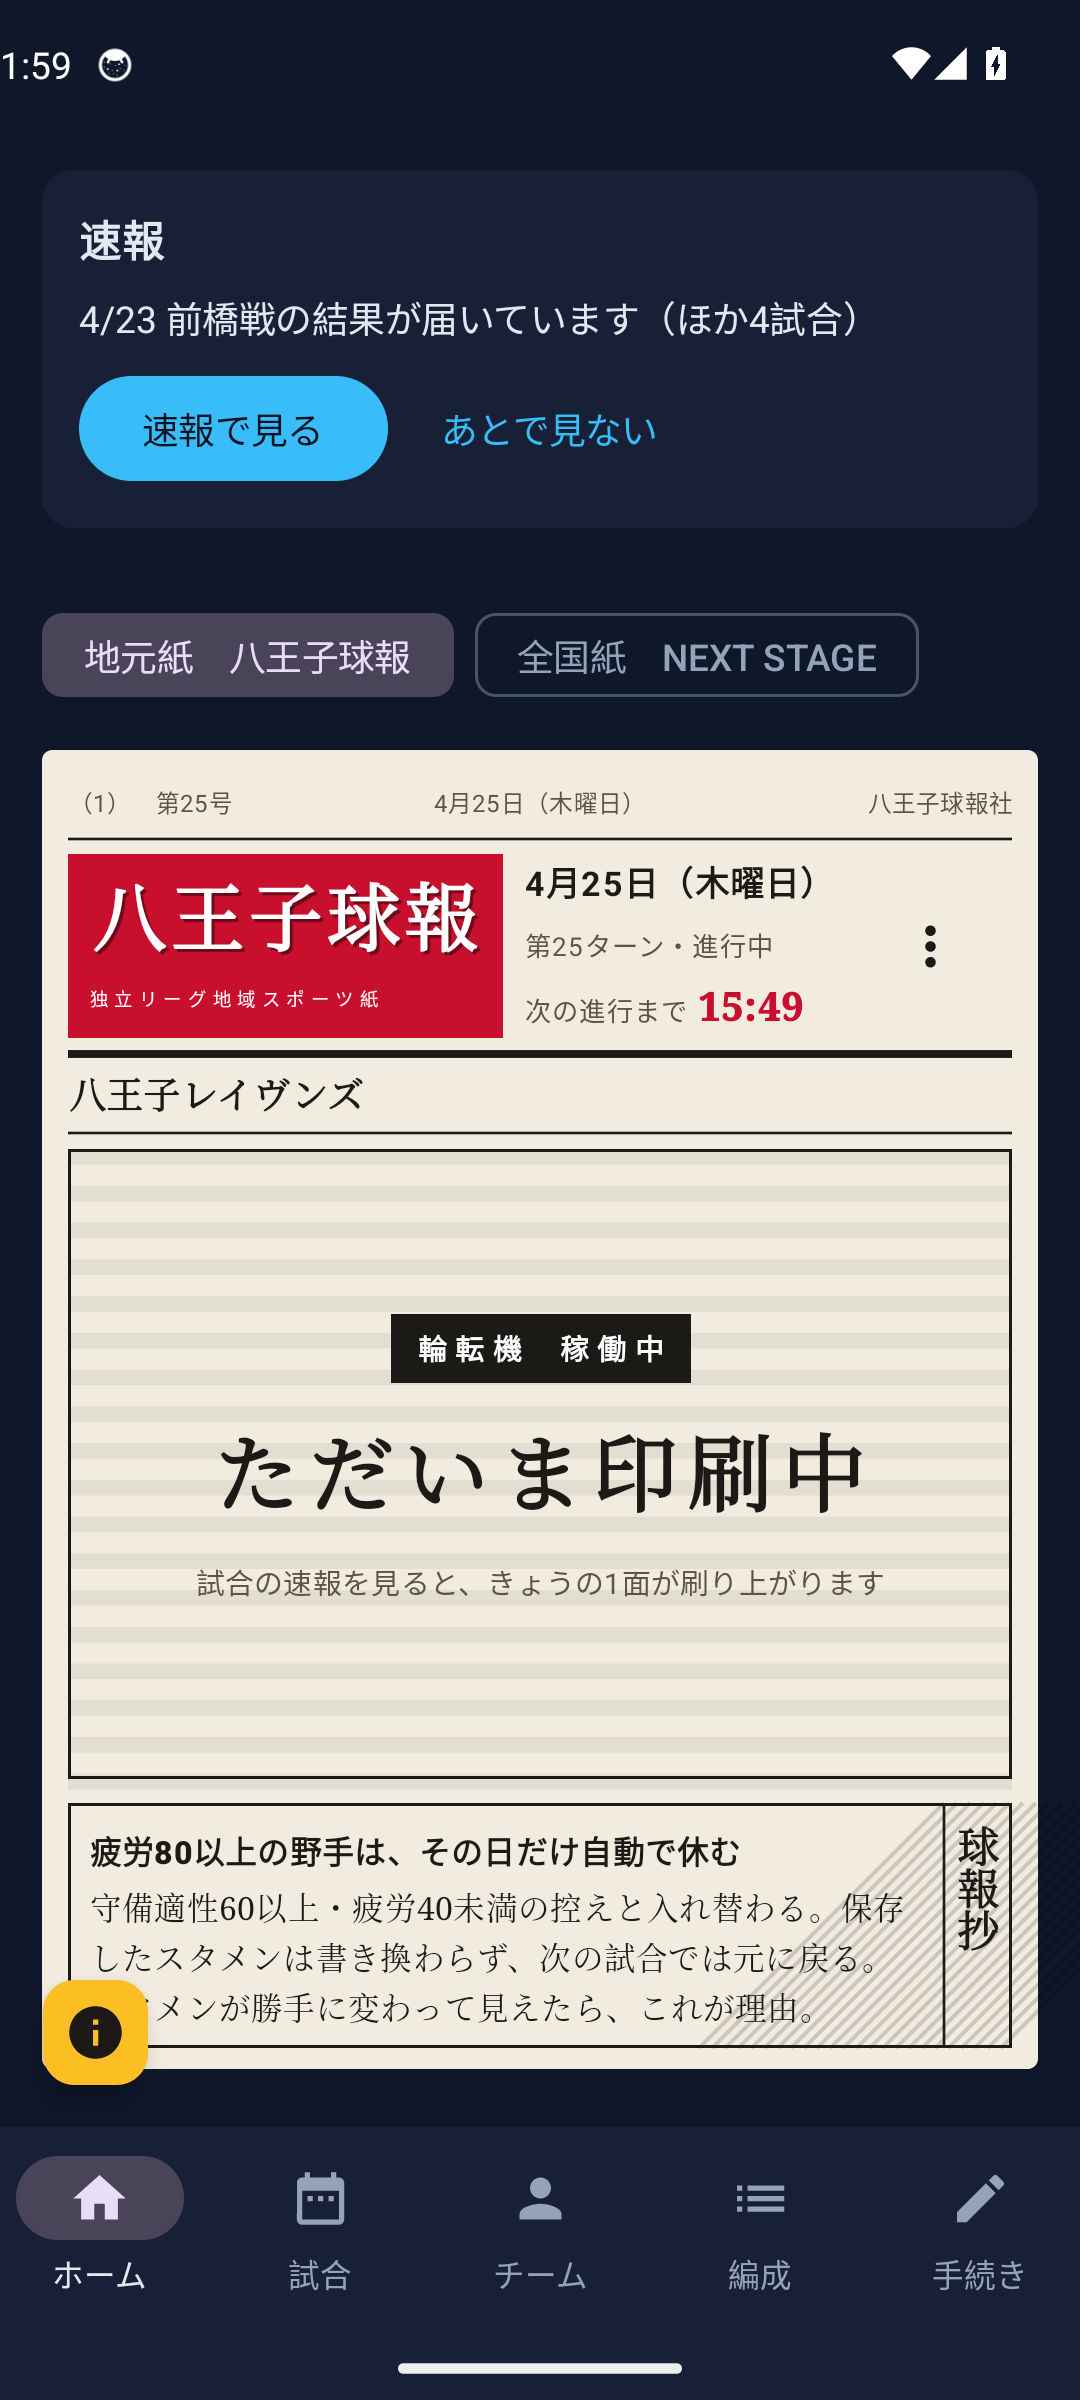 1:59
速報
4/23 前橋戦の結果が届いています（ほか4試合）
速報で見る
あとで見ない
地元紙　八王子球報
全国紙　NEXT STAGE
（1）　第25号
4月25日（木曜日）
八王子球報社
八王子球報
独立リーグ地域スポーツ紙
4月25日（木曜日）
第25ターン・進行中
次の進行まで 15:49
八王子レイヴンズ
輪転機　稼働中
ただいま印刷中
試合の速報を見ると、きょうの1面が刷り上がります
球報抄
疲労80以上の野手は、その日だけ自動で休む
守備適性60以上・疲労40未満の控えと入れ替わる。保存
したスタメンは書き換わらず、次の試合では元に戻る。
メンが勝手に変わって見えたら、これが理由。
ホーム
試合
チーム
編成
手続き